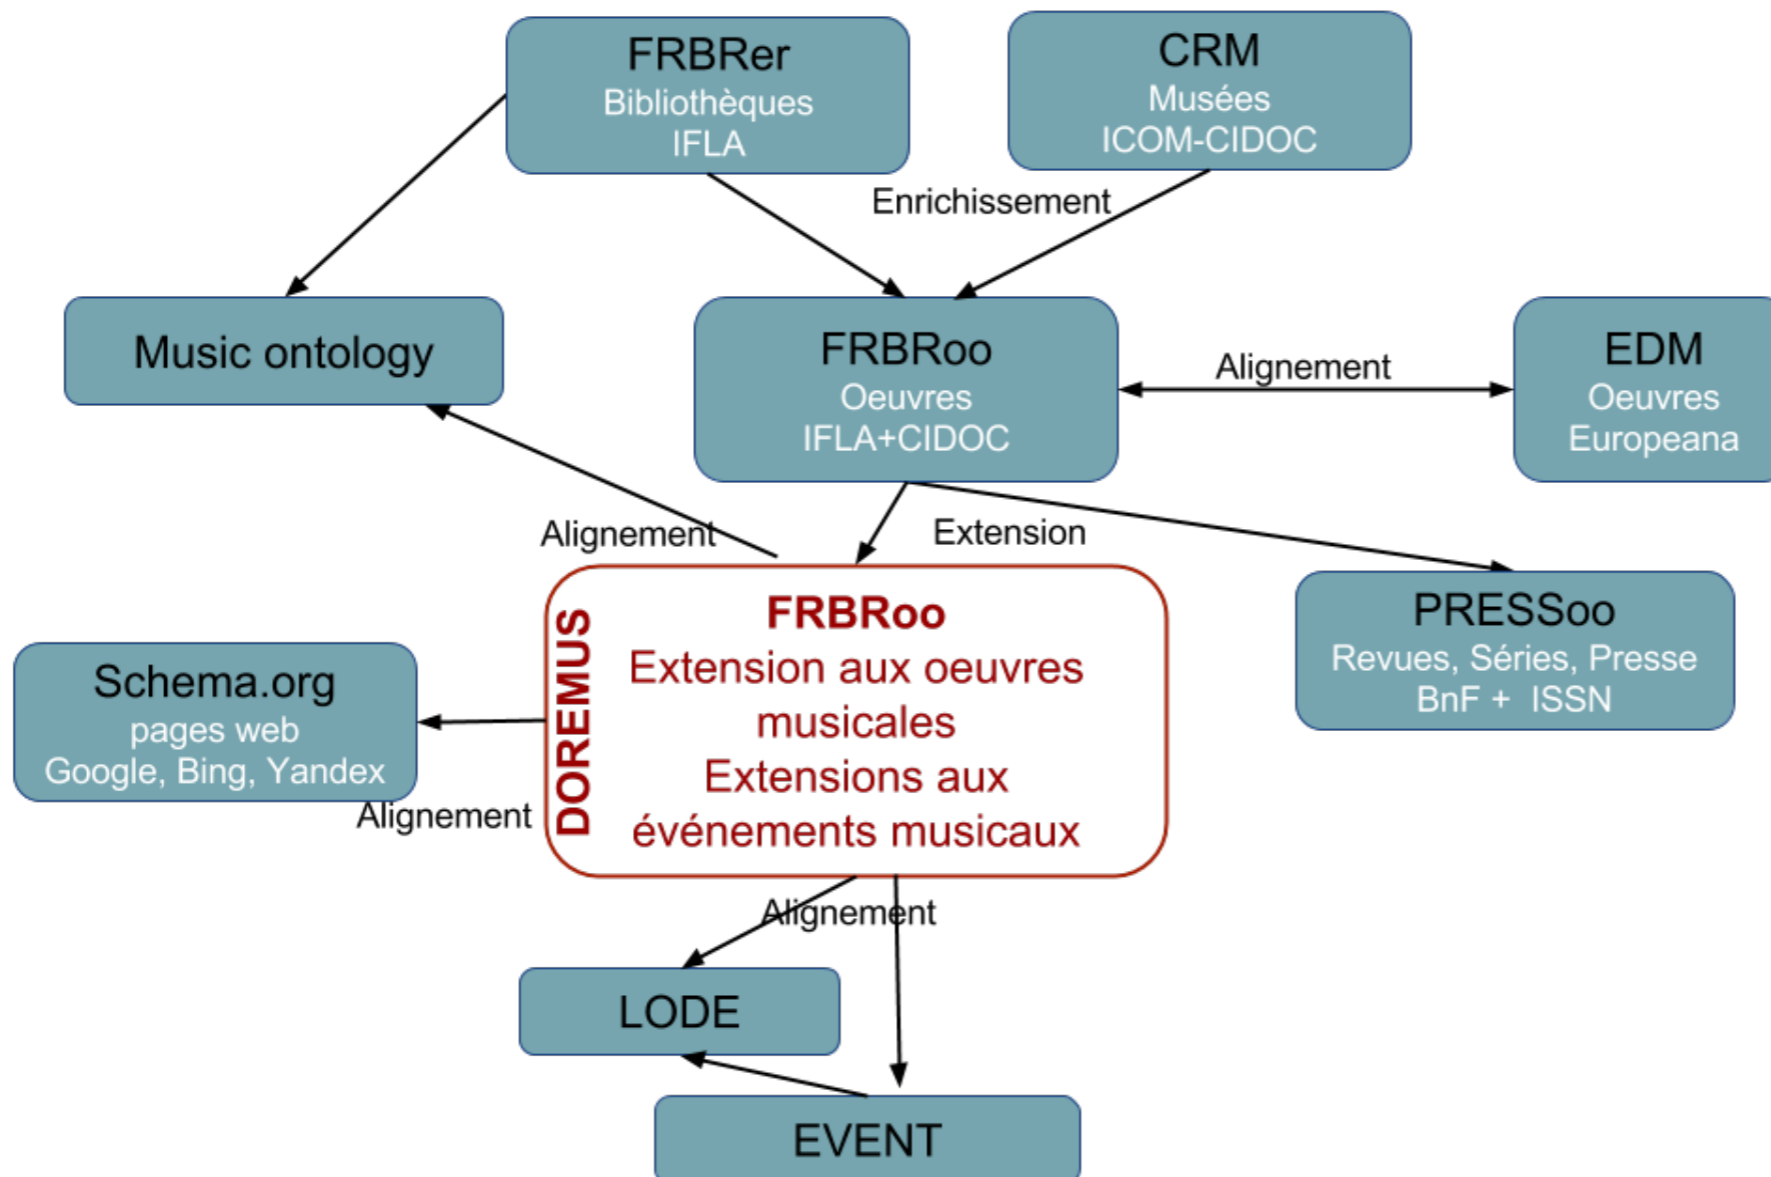 FRBRer
Bibliothèques
IFLA
CRM
Musées
ICOM-CIDOC
Enrichissement
Music ontology
FRBRoo
Oeuvres
IFLA+CIDOC
Alignement
EDM
Oeuvres
Europeana
Alignement
Extension
DOREMUS
FRBRoo
Extension aux oeuvres
musicales
Extensions aux
événements musicaux
PRESSoo
Revues, Séries, Presse
BnF + ISSN
Schema.org
pages web
Google, Bing, Yandex
Alignement
Alignement
LODE
EVENT